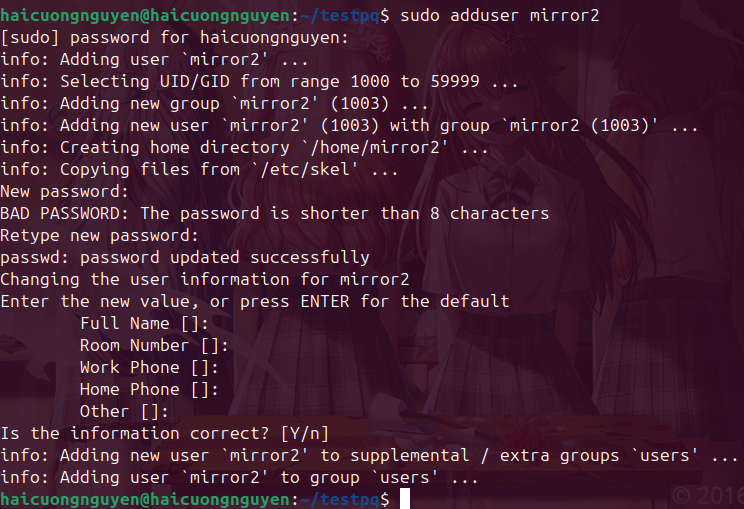 haicuongnguyen@haicuongnguyen:~/testpq$ sudo adduser mirror2
[sudo] password for haicuongnguyen:
info: Adding user `mirror2' ...
info: Selecting UID/GID from range 1000 to 59999 ...
info: Adding new group `mirror2' (1003) ...
info: Adding new user `mirror2' (1003) with group `mirror2 (1003)' ...
info: Creating home directory `/home/mirror2' ...
info: Copying files from `/etc/skel' ...
New password:
BAD PASSWORD: The password is shorter than 8 characters
Retype new password:
passwd: password updated successfully
Changing the user information for mirror2
Enter the new value, or press ENTER for the default
Full Name []:
Room Number []:
Work Phone []:
Home Phone []:
Other []:
Is the information correct? [Y/n]
info: Adding new user `mirror2' to supplemental / extra groups `users' ...
info: Adding user `mirror2' to group `users' ...
haicuongnguyen@haicuongnguyen:~/testpq$
© 2016